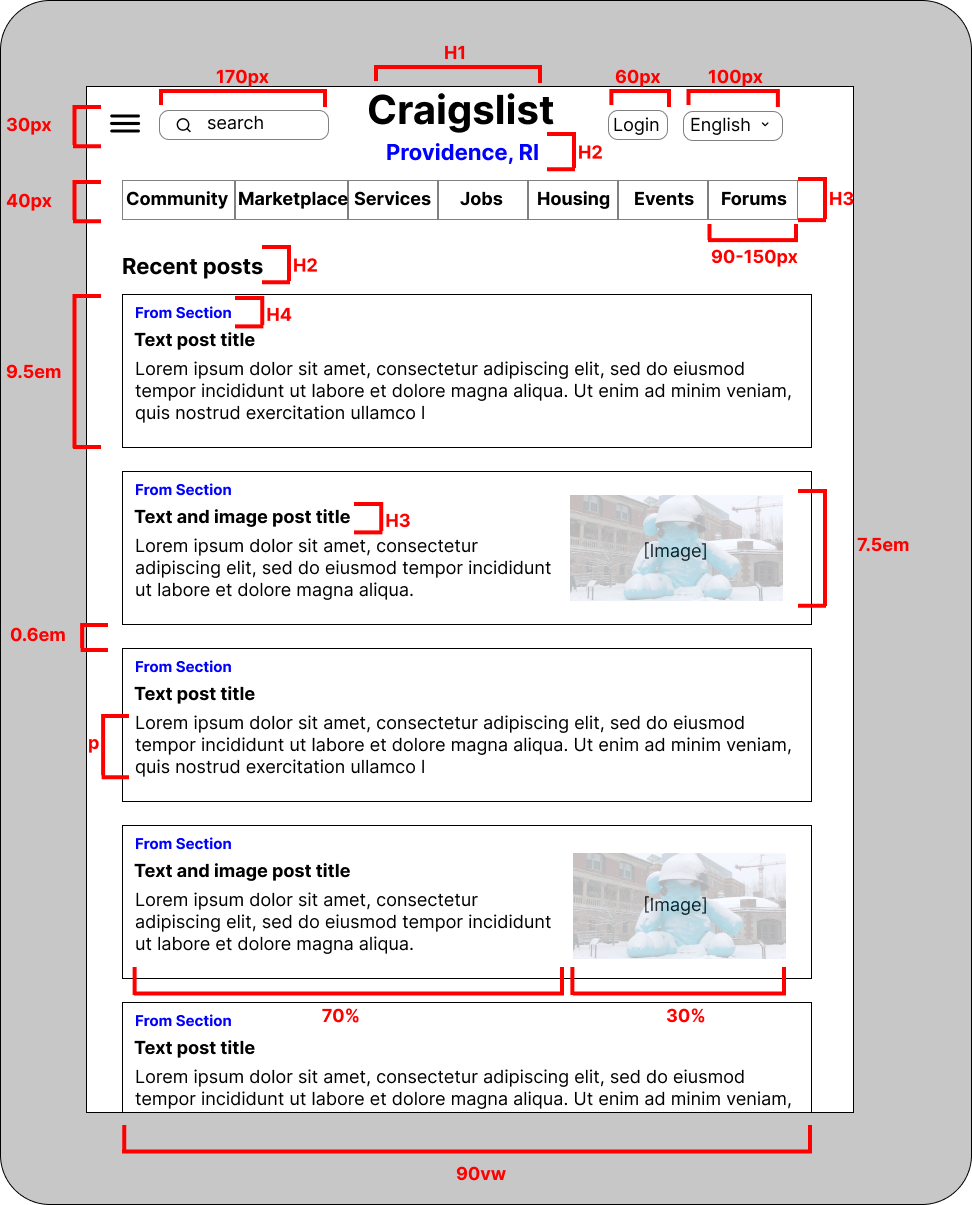 H1
170px
60px
100px
30px
search
Craigslist
Login
English
Providence, RI
H2
40px
Community
Marketplace
Services
Jobs
Housing
Events
Forums
H3
90-150px
Recent posts
H2
From Section
H4
Text post title
9.5em
Lorem ipsum dolor sit amet, consectetur adipiscing elit, sed do eiusmod
tempor incididunt ut labore et dolore magna aliqua. Ut enim ad minim veniam,
quis nostrud exercitation ullamco l
From Section
Text and image post title
H3
Lorem ipsum dolor sit amet, consectetur
adipiscing elit, sed do eiusmod tempor incididunt
ut labore et dolore magna aliqua.
[Image]
7.5em
0.6em
From Section
Text post title
p
Lorem ipsum dolor sit amet, consectetur adipiscing elit, sed do eiusmod
tempor incididunt ut labore et dolore magna aliqua. Ut enim ad minim veniam,
quis nostrud exercitation ullamco l
From Section
Text and image post title
Lorem ipsum dolor sit amet, consectetur
adipiscing elit, sed do eiusmod tempor incididunt
ut labore et dolore magna aliqua.
[Image]
70%
30%
From Section
Text post title
Lorem ipsum dolor sit amet, consectetur adipiscing elit, sed do eiusmod
tempor incididunt ut labore et dolore magna aliqua. Ut enim ad minim veniam,
90vw